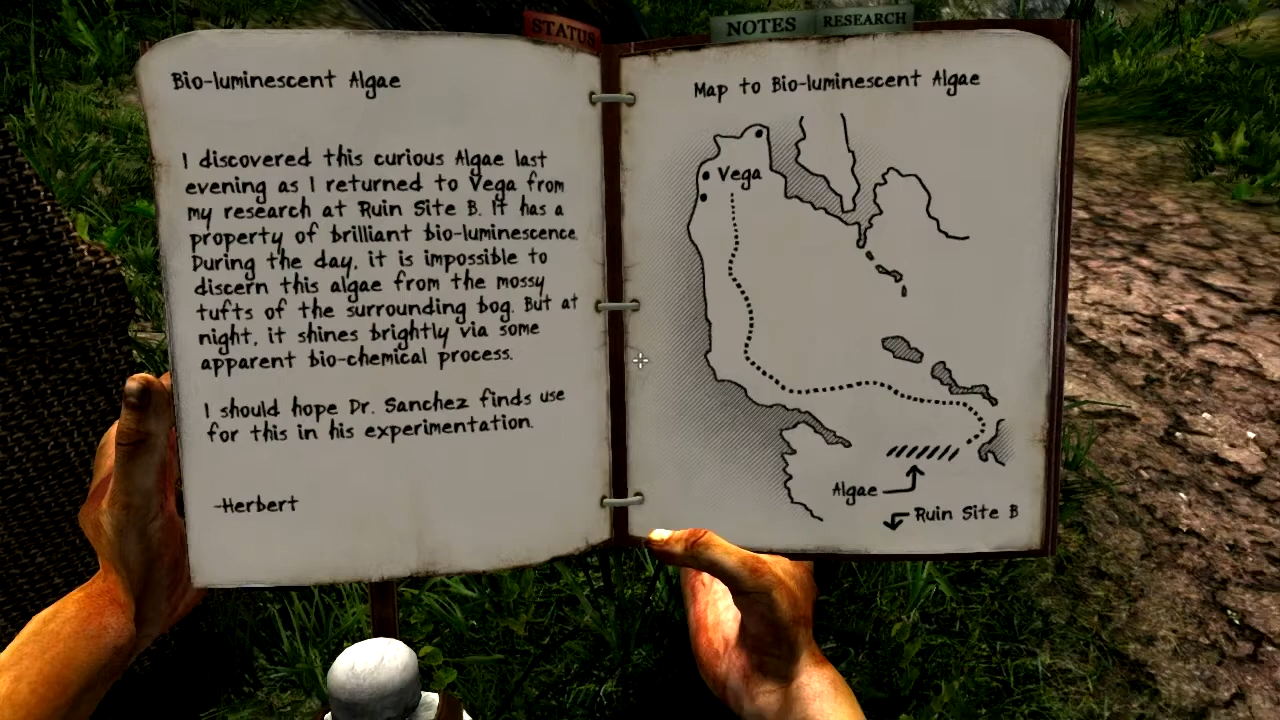 STATUS
NOTES
RESEARCH
Bio-luminescent Algae
I discovered this curious Algae last
evening as I returned to Vega from
my research at Ruin Site B. It has a
property of brilliant bio-luminescence.
During the day, it is impossible to
discern this algae from the mossy
tufts of the surrounding bog. But at
night, it shines brightly via some
apparent bio-chemical process.
I should hope Dr. Sanchez finds use
for this in his experimentation.
-Herbert
Map to Bio-luminescent Algae
Vega
Algae
Ruin Site B